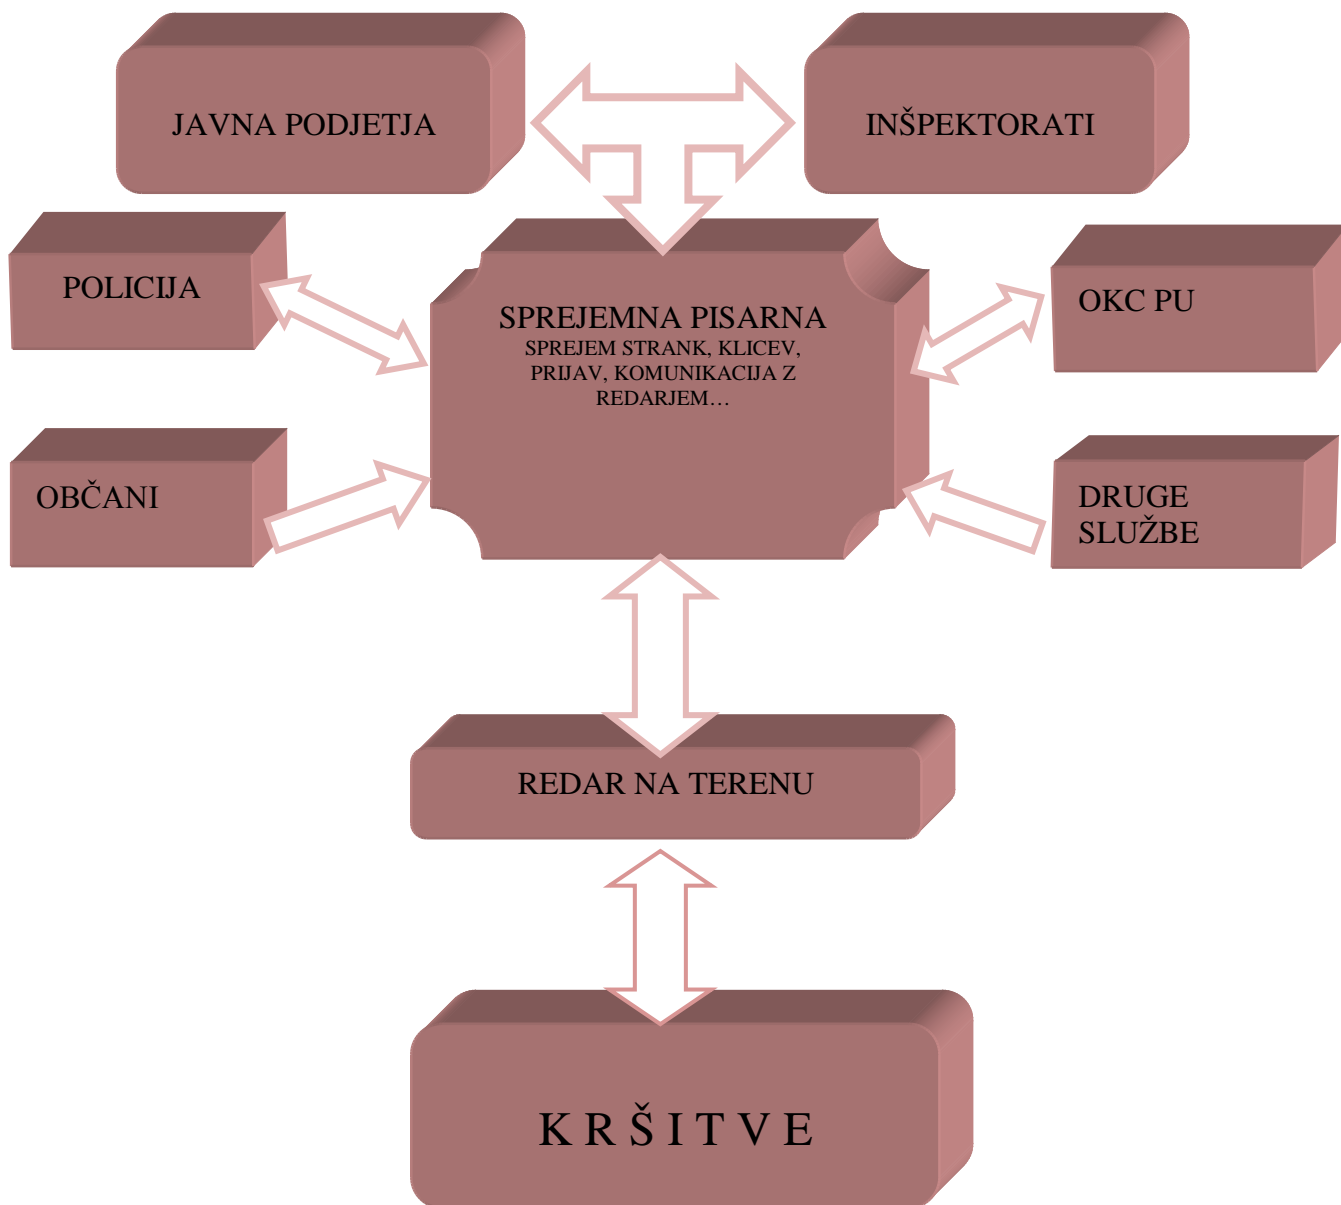 JAVNA PODJETJA
INŠPEKTORATI
POLICIJA
SPREJEMNA PISARNA
SPREJEM STRANK, KLICEV,
PRIJAV, KOMUNIKACIJA Z
REDARJEM…
OKC PU
OBČANI
DRUGE
SLUŽBE
REDAR NA TERENU
K R Š I T V E